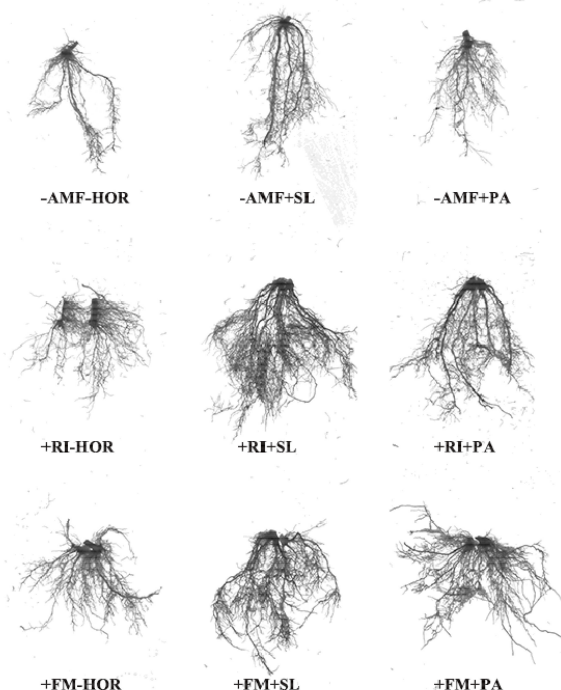 -AMF-HOR
-AMF+SL
-AMF+PA
+RI-HOR
+RI+SL
+RI+PA
+FM-HOR
+FM+SL
+FM+PA